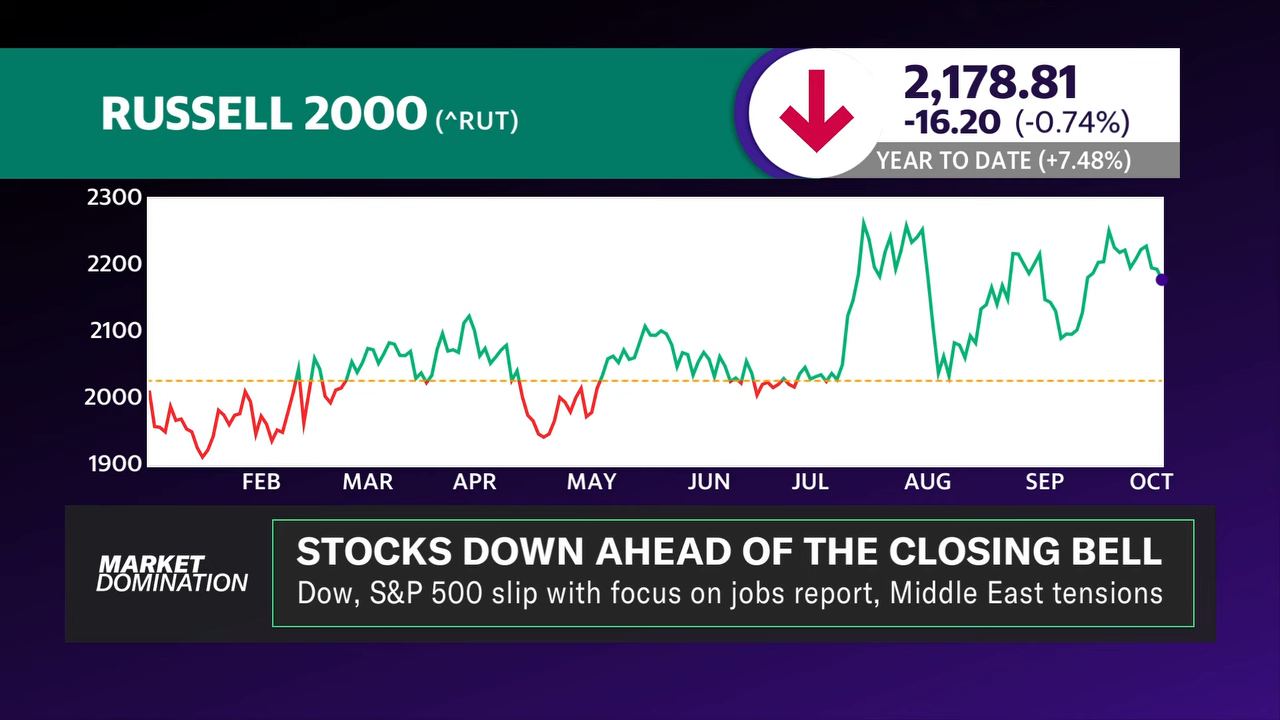 RUSSELL 2000 (^RUT)
2,178.81
-16.20 (-0.74%)
YEAR TO DATE (+7.48%)
2300
2200
2100
2000
1900
FEB MAR APR MAY JUN JUL AUG SEP OCT
MARKET
DOMINATION
STOCKS DOWN AHEAD OF THE CLOSING BELL
Dow, S&P 500 slip with focus on jobs report, Middle East tensions